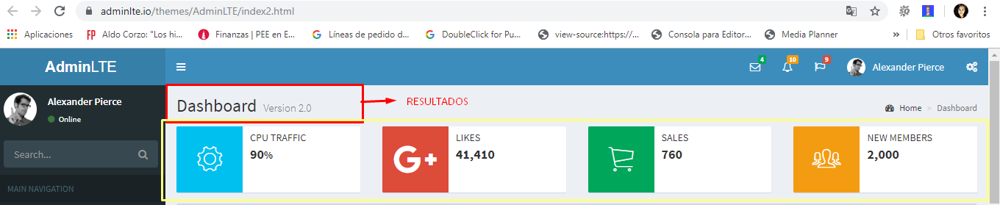 adminlte.io/themes/AdminLTE/index2.html
Aplicaciones FP Aldo Corzo: "Los hi... Finanzas | PEE en E... Líneas de pedido d... DoubleClick for Pu... view-source:https://... Consola para Editor... Media Planner » Otros favoritos
AdminLTE 4 10 9 Alexander Pierce
Alexander Pierce
Online
Dashboard Version 2.0 RESULTADOS Home > Dashboard
Search...
CPU TRAFFIC LIKES SALES NEW MEMBERS
90% G+ 41,410 760 2,000
MAIN NAVIGATION